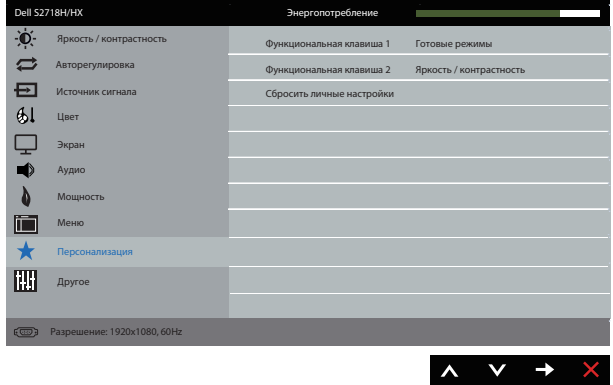 Dell S2718H/HX Энергопотребление
Яркость / контрастность
Функциональная клавиша 1 Готовые режимы
Авторегулировка
Функциональная клавиша 2 Яркость / контрастность
Источник сигнала
Сбросить личные настройки
Цвет
Экран
Аудио
Мощность
Меню
Персонализация
Другое
Разрешение: 1920x1080, 60Hz